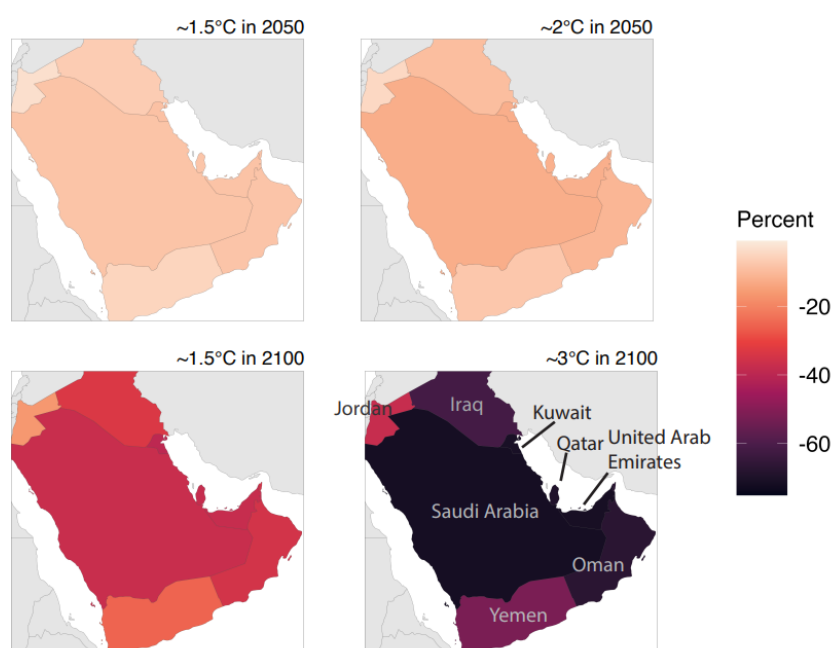 ~1.5°C in 2050
~2°C in 2050
Percent
-20
-40
-60
~1.5°C in 2100
~3°C in 2100
Jordan
Iraq
Kuwait
Qatar
United Arab
Emirates
Saudi Arabia
Oman
Yemen